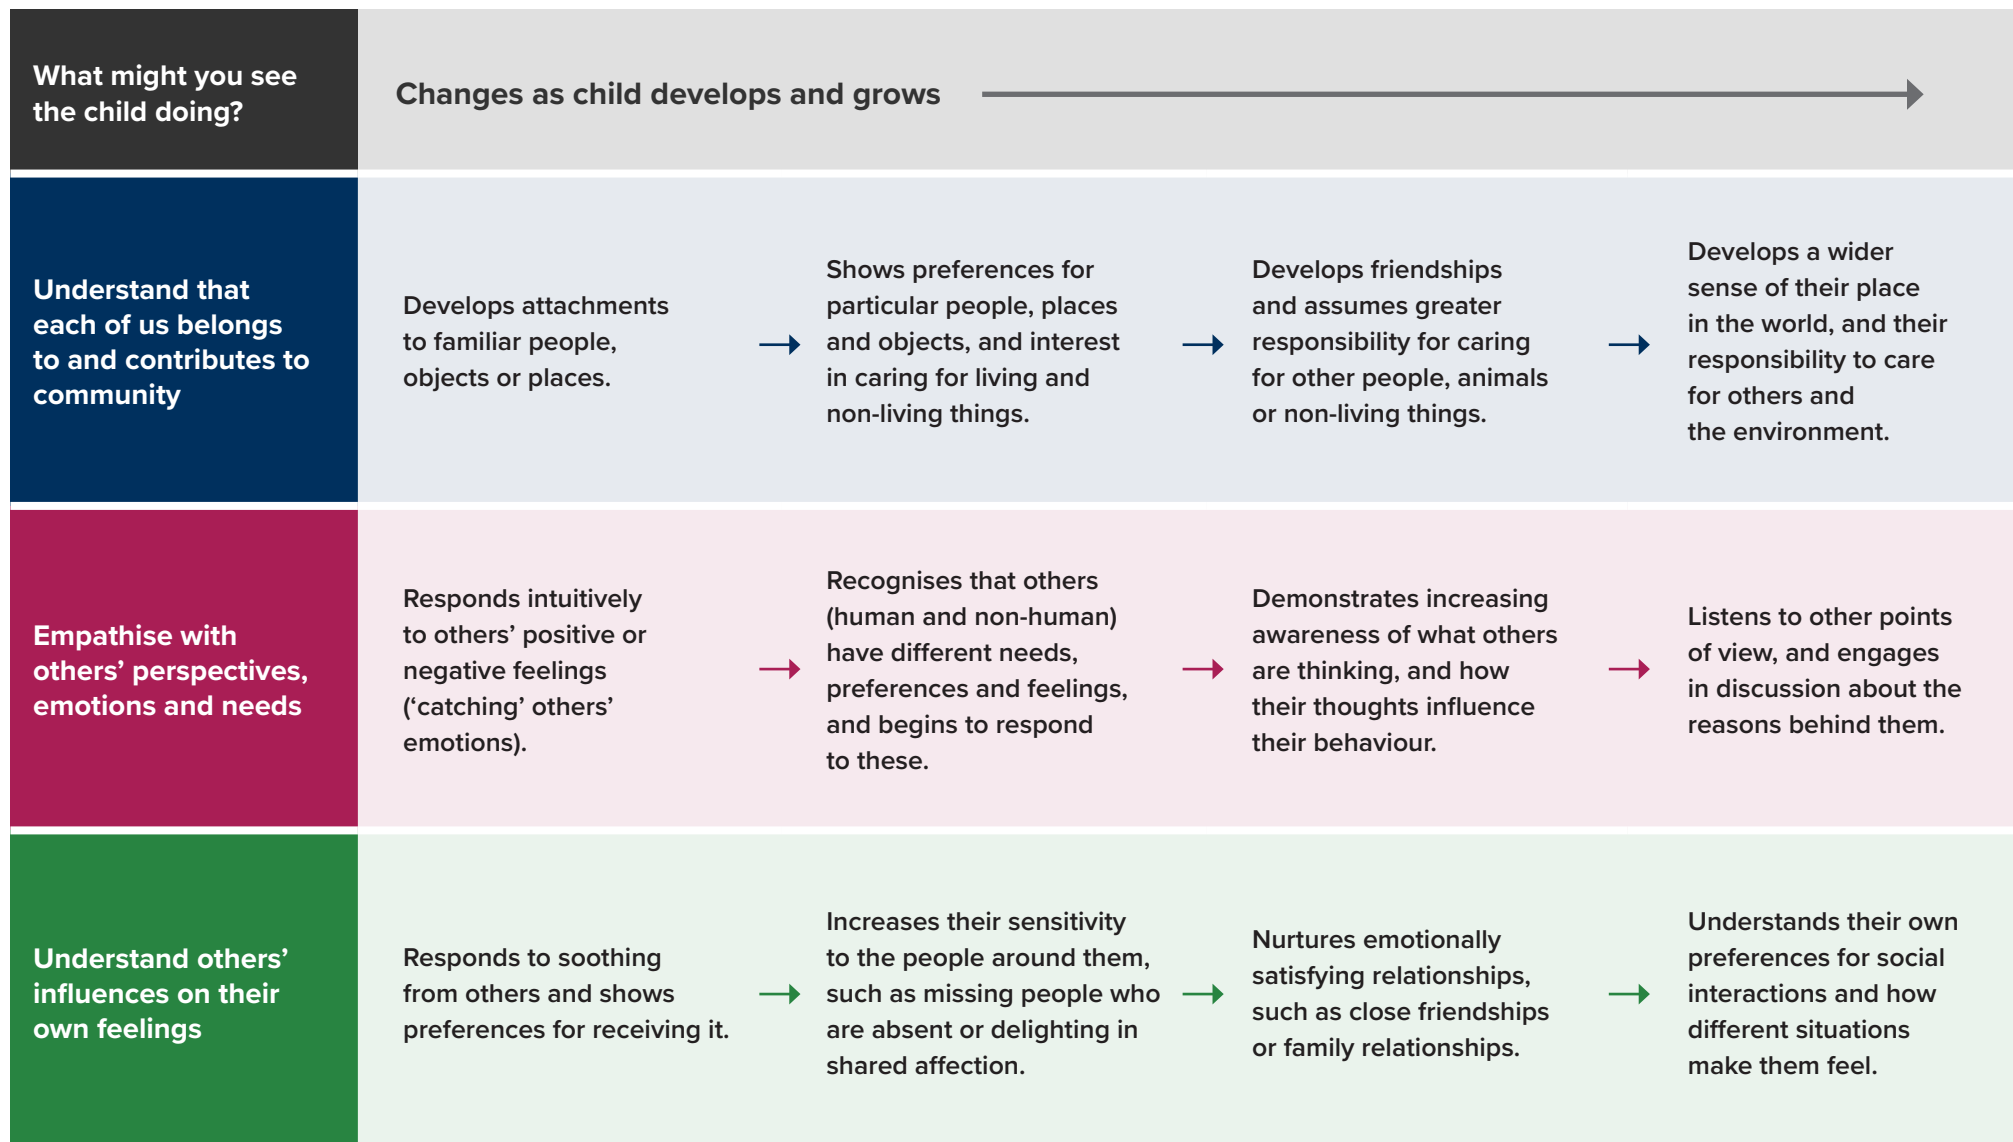 What might you see
the child doing?
Changes as child develops and grows
Understand that
each of us belongs
to and contributes to
community
Develops attachments
to familiar people,
objects or places.
Shows preferences for
particular people, places
and objects, and interest
in caring for living and
non-living things.
Develops friendships
and assumes greater
responsibility for caring
for other people, animals
or non-living things.
Develops a wider
sense of their place
in the world, and their
responsibility to care
for others and
the environment.
Empathise with
others’ perspectives,
emotions and needs
Responds intuitively
to others’ positive or
negative feelings
(‘catching’ others’
emotions).
Recognises that others
(human and non-human)
have different needs,
preferences and feelings,
and begins to respond
to these.
Demonstrates increasing
awareness of what others
are thinking, and how
their thoughts influence
their behaviour.
Listens to other points
of view, and engages
in discussion about the
reasons behind them.
Understand others’
influences on their
own feelings
Responds to soothing
from others and shows
preferences for receiving it.
Increases their sensitivity
to the people around them,
such as missing people who
are absent or delighting in
shared affection.
Nurtures emotionally
satisfying relationships,
such as close friendships
or family relationships.
Understands their own
preferences for social
interactions and how
different situations
make them feel.